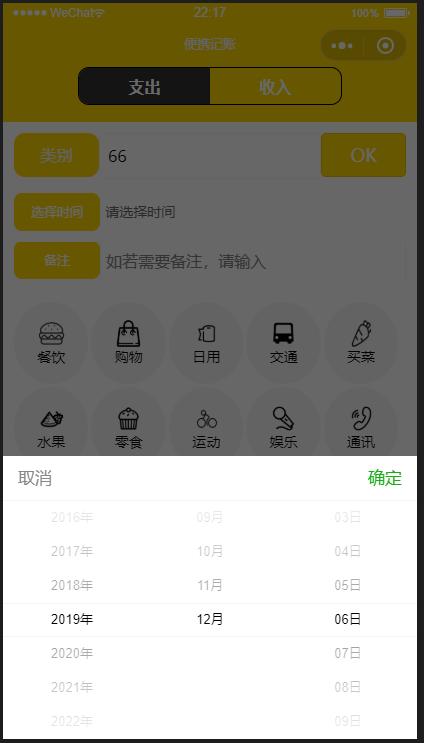 WeChat 22:17 100%
便携记账
支出 收入
类别 66 OK
选择时间 请选择时间
备注 如若需要备注，请输入
餐饮 购物 日用 交通 买菜
水果 零食 运动 娱乐 通讯
取消 确定
2016年 09月 03日
2017年 10月 04日
2018年 11月 05日
2019年 12月 06日
2020年 07日
2021年 08日
2022年 09日